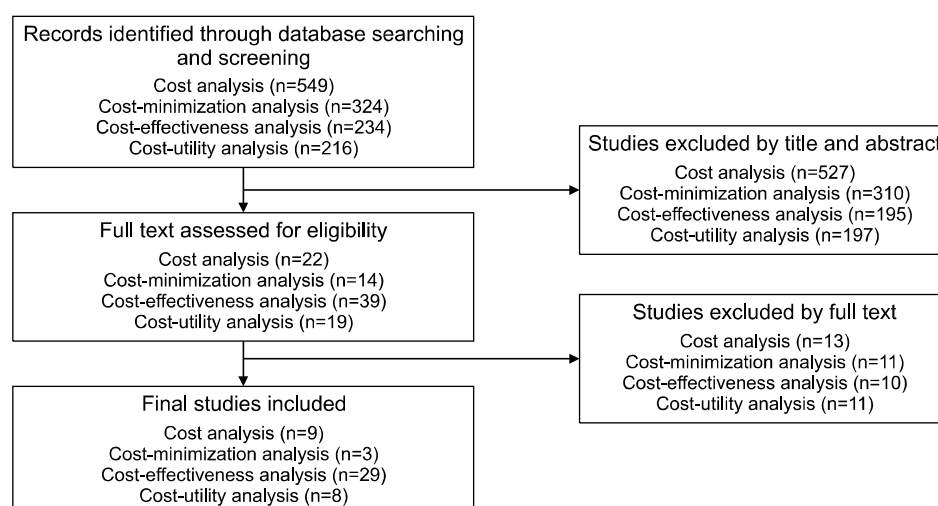 Records identified through database searching
and screening
Cost analysis (n=549)
Cost-minimization analysis (n=324)
Cost-effectiveness analysis (n=234)
Cost-utility analysis (n=216)
Studies excluded by title and abstract
Cost analysis (n=527)
Cost-minimization analysis (n=310)
Cost-effectiveness analysis (n=195)
Cost-utility analysis (n=197)
Full text assessed for eligibility
Cost analysis (n=22)
Cost-minimization analysis (n=14)
Cost-effectiveness analysis (n=39)
Cost-utility analysis (n=19)
Studies excluded by full text
Cost analysis (n=13)
Cost-minimization analysis (n=11)
Cost-effectiveness analysis (n=10)
Cost-utility analysis (n=11)
Final studies included
Cost analysis (n=9)
Cost-minimization analysis (n=3)
Cost-effectiveness analysis (n=29)
Cost-utility analysis (n=8)